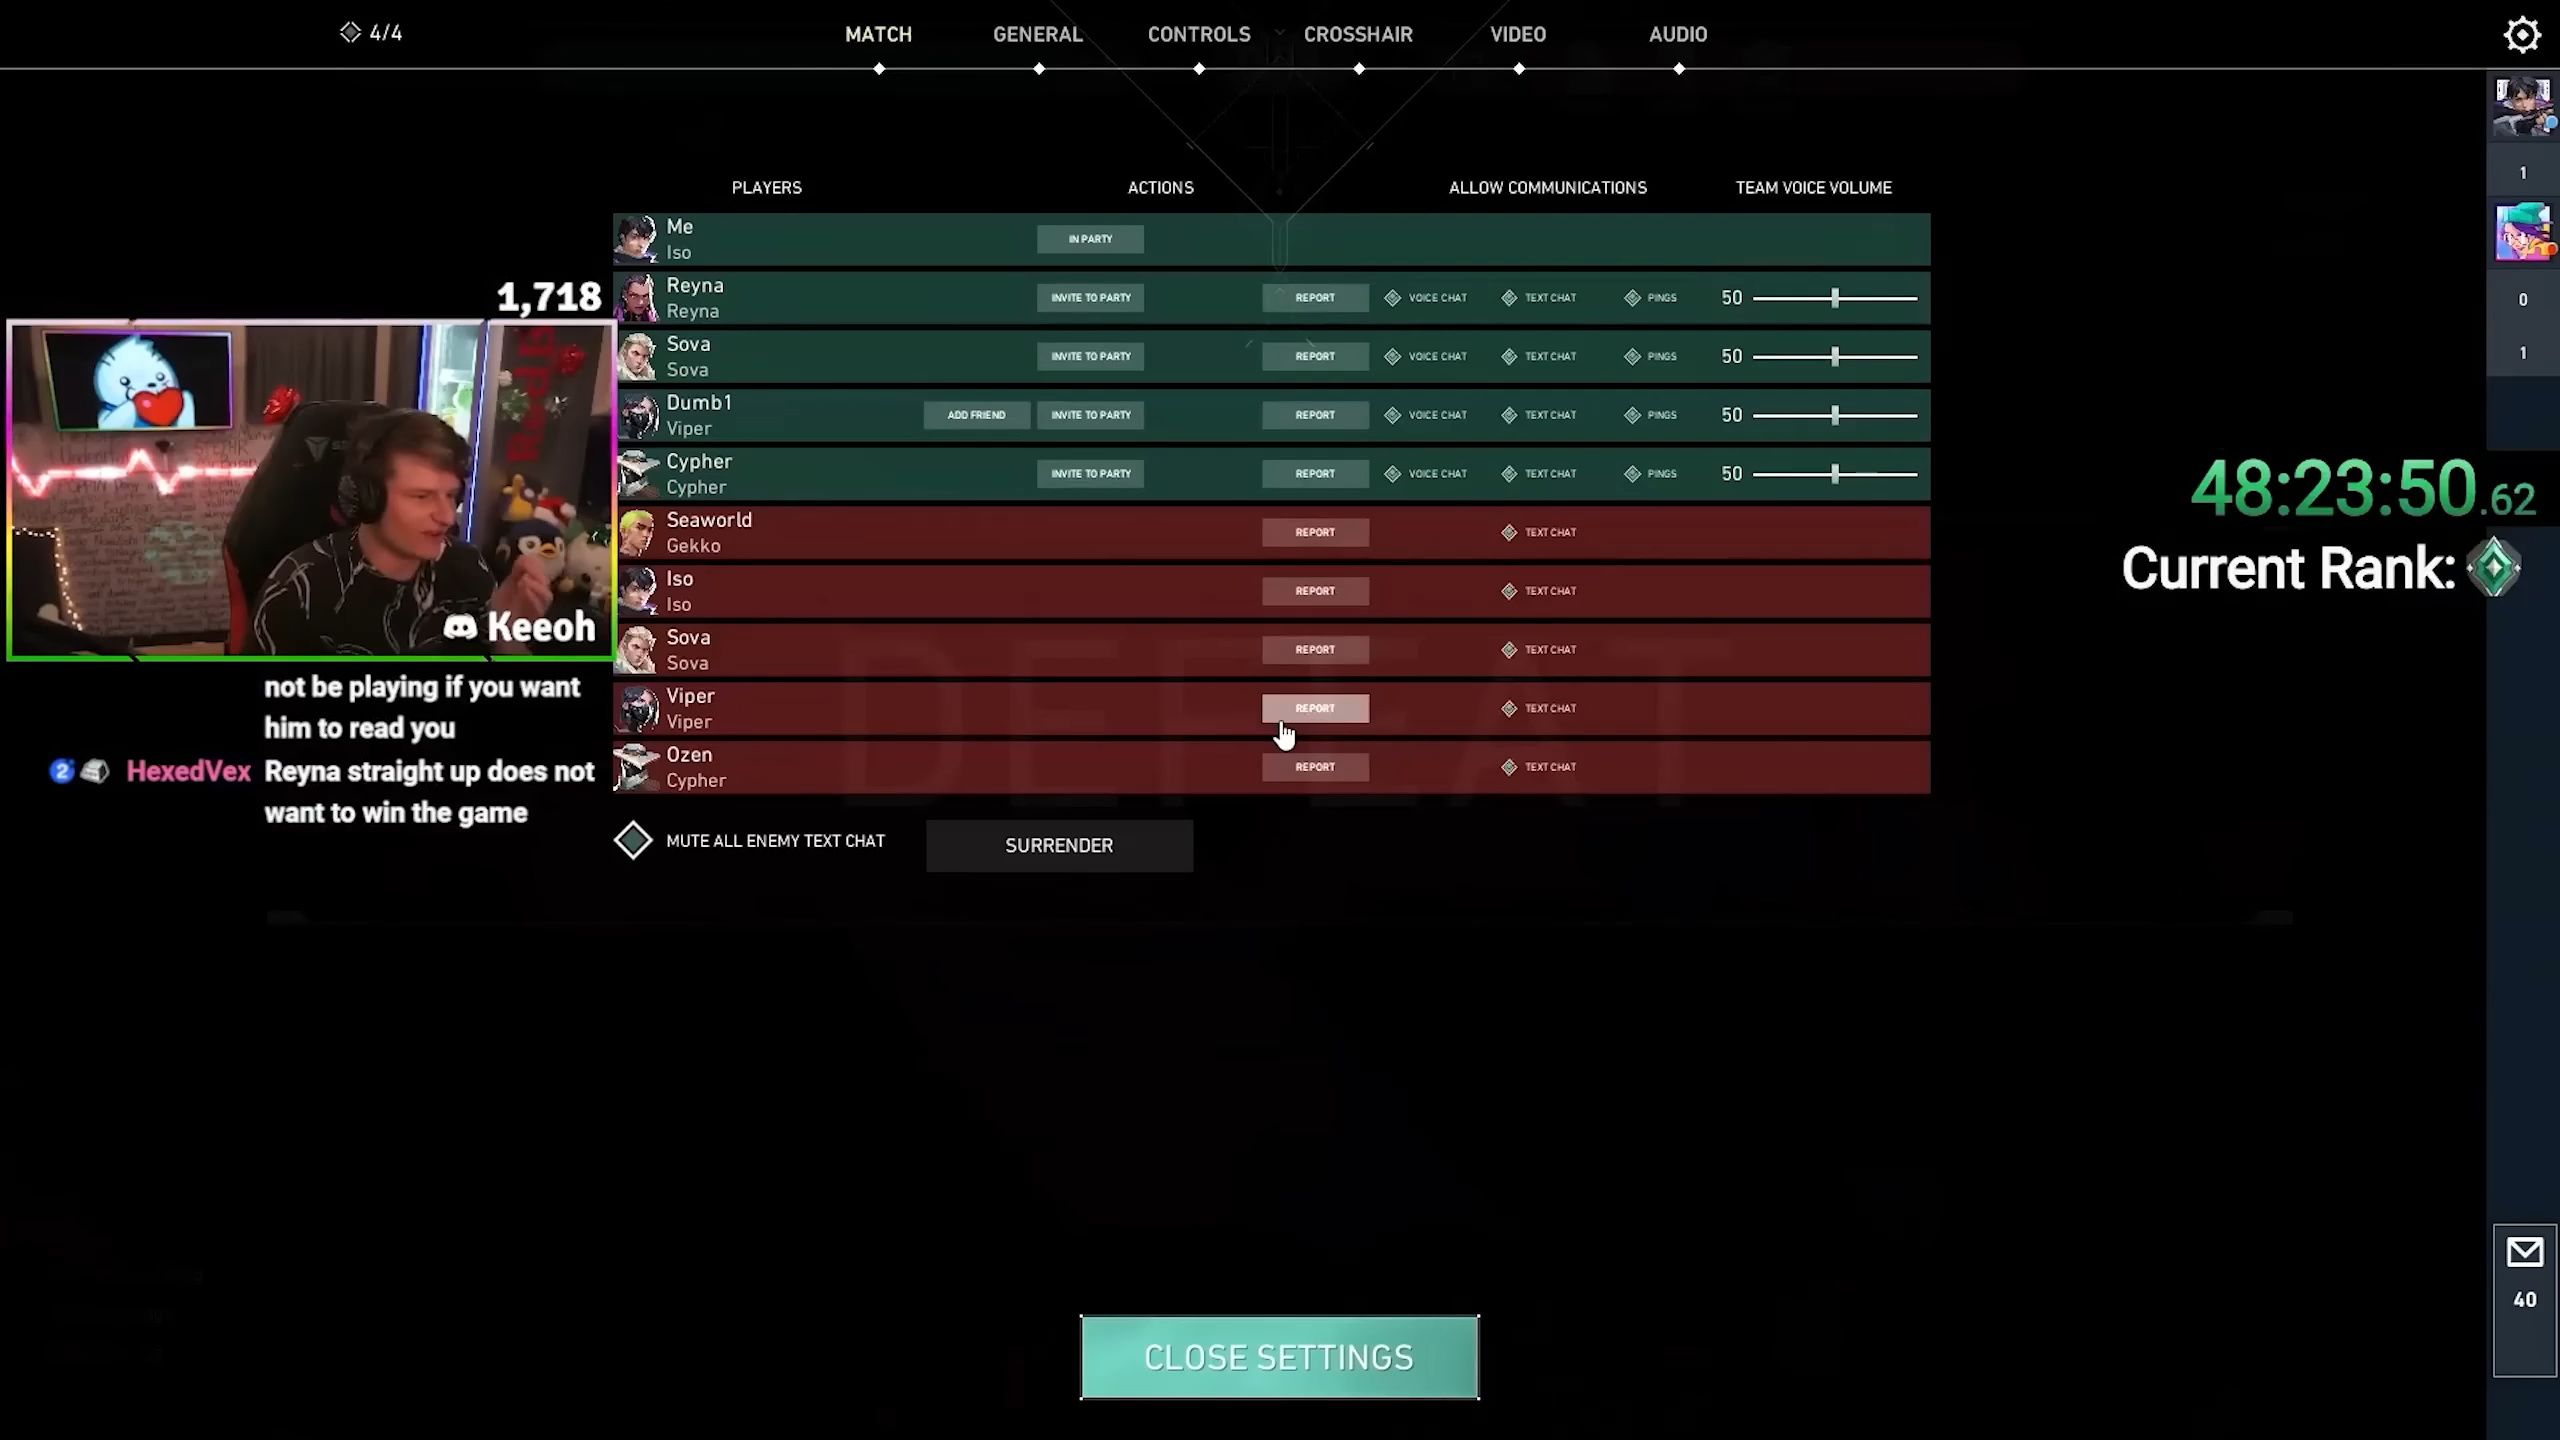 4/4
MATCH GENERAL CONTROLS CROSSHAIR VIDEO AUDIO
PLAYERS ACTIONS ALLOW COMMUNICATIONS TEAM VOICE VOLUME
Me
Iso
IN PARTY
Reyna
Reyna
INVITE TO PARTY REPORT VOICE CHAT TEXT CHAT PINGS 50
Sova
Sova
INVITE TO PARTY REPORT VOICE CHAT TEXT CHAT PINGS 50
Dumb1
Viper
ADD FRIEND INVITE TO PARTY REPORT VOICE CHAT TEXT CHAT PINGS 50
Cypher
Cypher
INVITE TO PARTY REPORT VOICE CHAT TEXT CHAT PINGS 50
Seaworld
Gekko
REPORT TEXT CHAT
Iso
Iso
REPORT TEXT CHAT
Sova
Sova
REPORT TEXT CHAT
Viper
Viper
REPORT TEXT CHAT
Ozen
Cypher
REPORT TEXT CHAT
DEFEAT
MUTE ALL ENEMY TEXT CHAT SURRENDER
CLOSE SETTINGS
1,718
Keeoh
not be playing if you want
him to read you
2 HexedVex Reyna straight up does not
want to win the game
1
0
1
48:23:50.62
Current Rank:
40